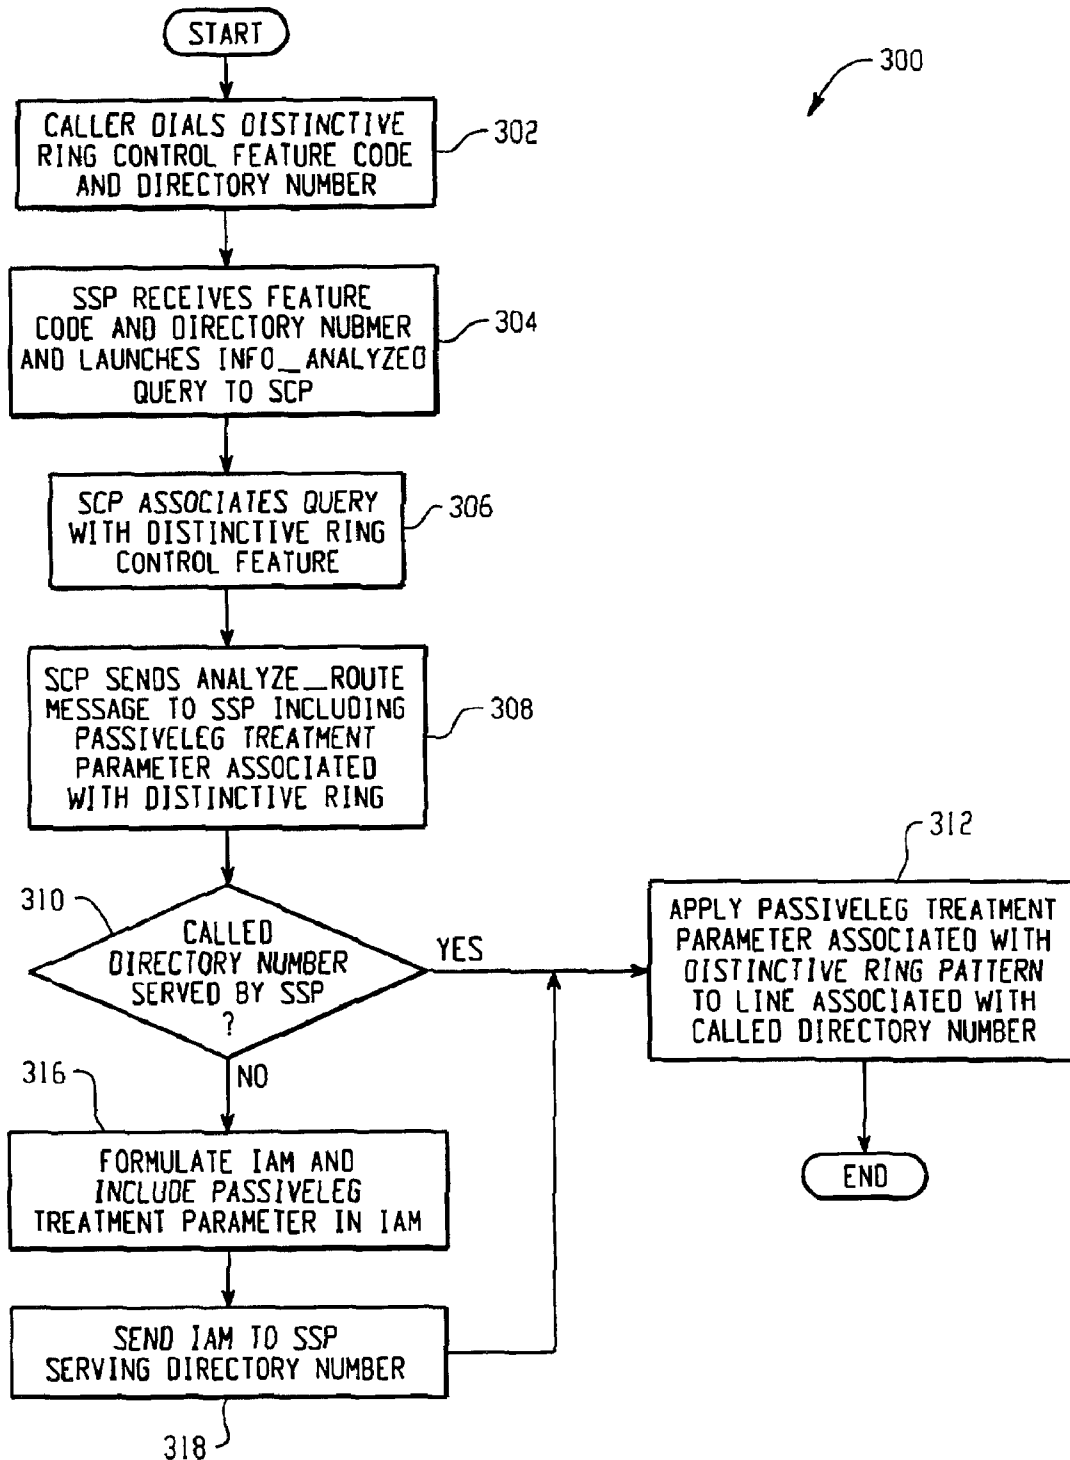 START
300
CALLER DIALS DISTINCTIVE
RING CONTROL FEATURE CODE
AND DIRECTORY NUMBER
302
SSP RECEIVES FEATURE
CODE AND DIRECTORY NUBMER
AND LAUNCHES INFO_ANALYZED
QUERY TO SCP
304
SCP ASSOCIATES QUERY
WITH DISTINCTIVE RING
CONTROL FEATURE
306
SCP SENDS ANALYZE_ROUTE
MESSAGE TO SSP INCLUDING
PASSIVELEG TREATMENT
PARAMETER ASSOCIATED
WITH DISTINCTIVE RING
308
310
CALLED
DIRECTORY NUMBER
SERVED BY SSP
?
YES
NO
312
APPLY PASSIVELEG TREATMENT
PARAMETER ASSOCIATED WITH
DISTINCTIVE RING PATTERN
TO LINE ASSOCIATED WITH
CALLED DIRECTORY NUMBER
END
316
FORMULATE IAM AND
INCLUDE PASSIVELEG
TREATMENT PARAMETER IN IAM
SEND IAM TO SSP
SERVING DIRECTORY NUMBER
318